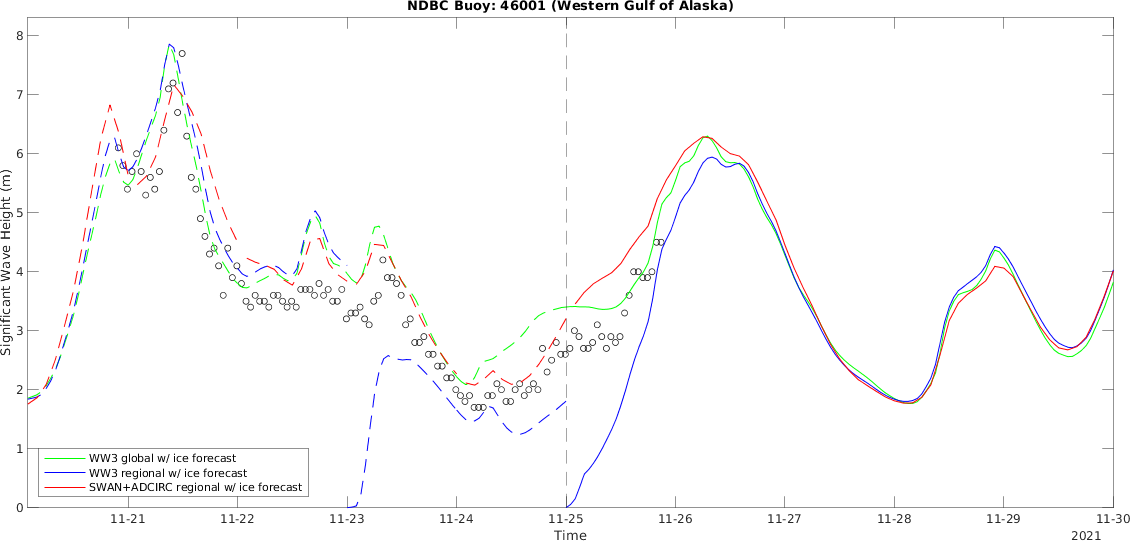 NDBC Buoy: 46001 (Western Gulf of Alaska)
Significant Wave Height (m)
8
7
6
5
4
3
2
1
0
WW3 global w/ ice forecast
WW3 regional w/ ice forecast
SWAN+ADCIRC regional w/ ice forecast
11-21 11-22 11-23 11-24 11-25 11-26 11-27 11-28 11-29 11-30
Time 2021